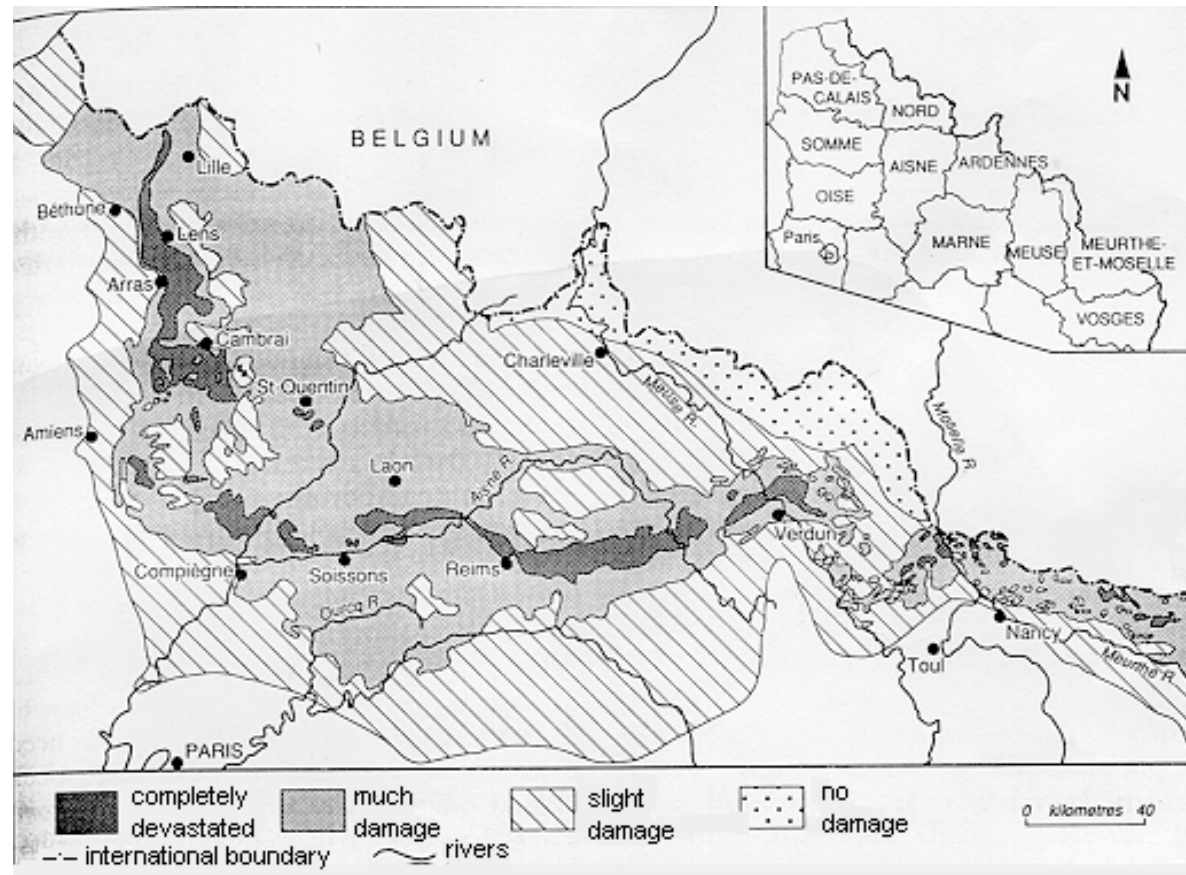 BELGIUM
Lille
Béthune
Lens
Arras
Cambrai
St Quentin
Amiens
Laon
Aisne R.
Compiègne
Soissons
Reims
Ourcq R
PARIS
Charleville
Meuse R.
Verdun
Moselle R
Nancy
Toul
Meurthe R.
PAS-DE-
CALAIS
NORD
SOMME
AISNE
ARDENNES
OISE
Paris
MARNE
MEUSE
MEURTHE-
ET-MOSELLE
VOSGES
N
completely
devastated
much
damage
slight
damage
no
damage
0 kilometres 40
international boundary
rivers